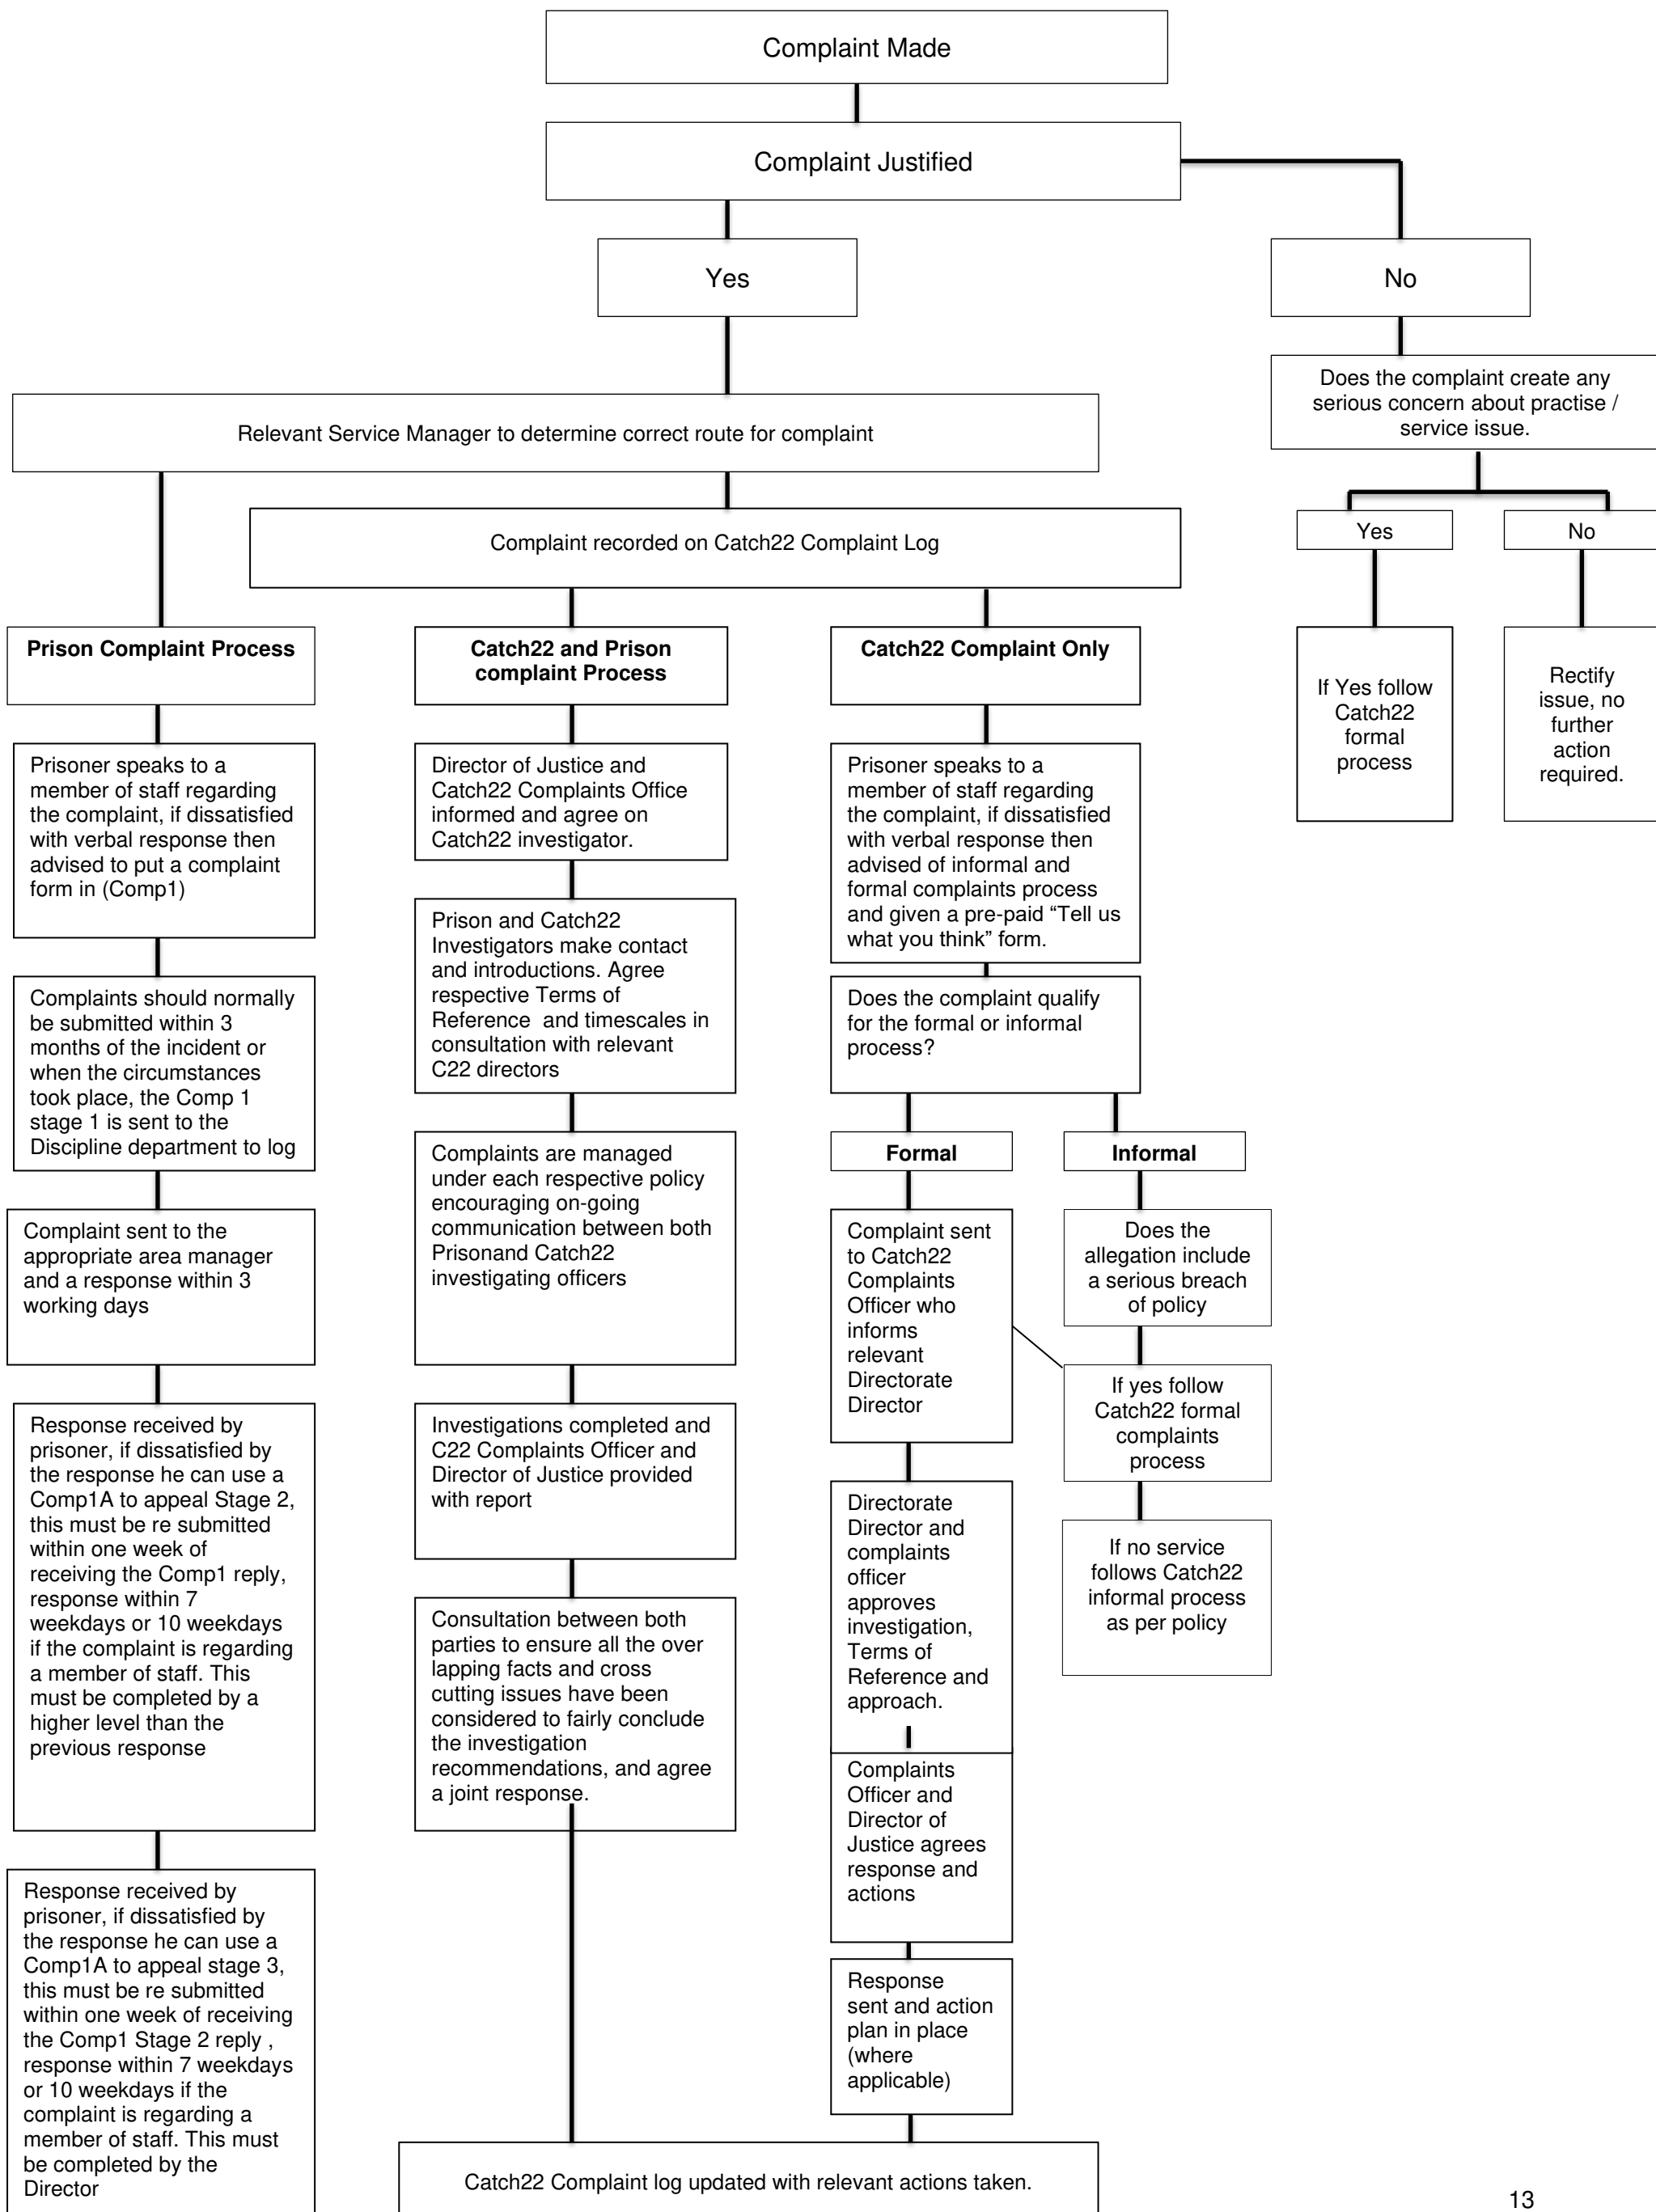 Complaint Made
Complaint Justified
Yes
No
Does the complaint create any
serious concern about practise /
service issue.
Yes
No
If Yes follow
Catch22
formal
process
Rectify
issue, no
further
action
required.
Relevant Service Manager to determine correct route for complaint
Complaint recorded on Catch22 Complaint Log
Prison Complaint Process
Prisoner speaks to a
member of staff regarding
the complaint, if dissatisfied
with verbal response then
advised to put a complaint
form in (Comp1)
Complaints should normally
be submitted within 3
months of the incident or
when the circumstances
took place, the Comp 1
stage 1 is sent to the
Discipline department to log
Complaint sent to the
appropriate area manager
and a response within 3
working days
Response received by
prisoner, if dissatisfied by
the response he can use a
Comp1A to appeal Stage 2,
this must be re submitted
within one week of
receiving the Comp1 reply,
response within 7
weekdays or 10 weekdays
if the complaint is regarding
a member of staff. This
must be completed by a
higher level than the
previous response
Response received by
prisoner, if dissatisfied by
the response he can use a
Comp1A to appeal stage 3,
this must be re submitted
within one week of receiving
the Comp1 Stage 2 reply ,
response within 7 weekdays
or 10 weekdays if the
complaint is regarding a
member of staff. This must
be completed by the
Director
Catch22 and Prison
complaint Process
Director of Justice and
Catch22 Complaints Office
informed and agree on
Catch22 investigator.
Prison and Catch22
Investigators make contact
and introductions. Agree
respective Terms of
Reference  and timescales in
consultation with relevant
C22 directors
Complaints are managed
under each respective policy
encouraging on-going
communication between both
Prisonand Catch22
investigating officers
Investigations completed and
C22 Complaints Officer and
Director of Justice provided
with report
Consultation between both
parties to ensure all the over
lapping facts and cross
cutting issues have been
considered to fairly conclude
the investigation
recommendations, and agree
a joint response.
Catch22 Complaint Only
Prisoner speaks to a
member of staff regarding
the complaint, if dissatisfied
with verbal response then
advised of informal and
formal complaints process
and given a pre-paid “Tell us
what you think” form.
Does the complaint qualify
for the formal or informal
process?
Formal
Complaint sent
to Catch22
Complaints
Officer who
informs
relevant
Directorate
Director
Directorate
Director and
complaints
officer
approves
investigation,
Terms of
Reference and
approach.
Complaints
Officer and
Director of
Justice agrees
response and
actions
Response
sent and action
plan in place
(where
applicable)
Informal
Does the
allegation include
a serious breach
of policy
If yes follow
Catch22 formal
complaints
process
If no service
follows Catch22
informal process
as per policy
Catch22 Complaint log updated with relevant actions taken.
13